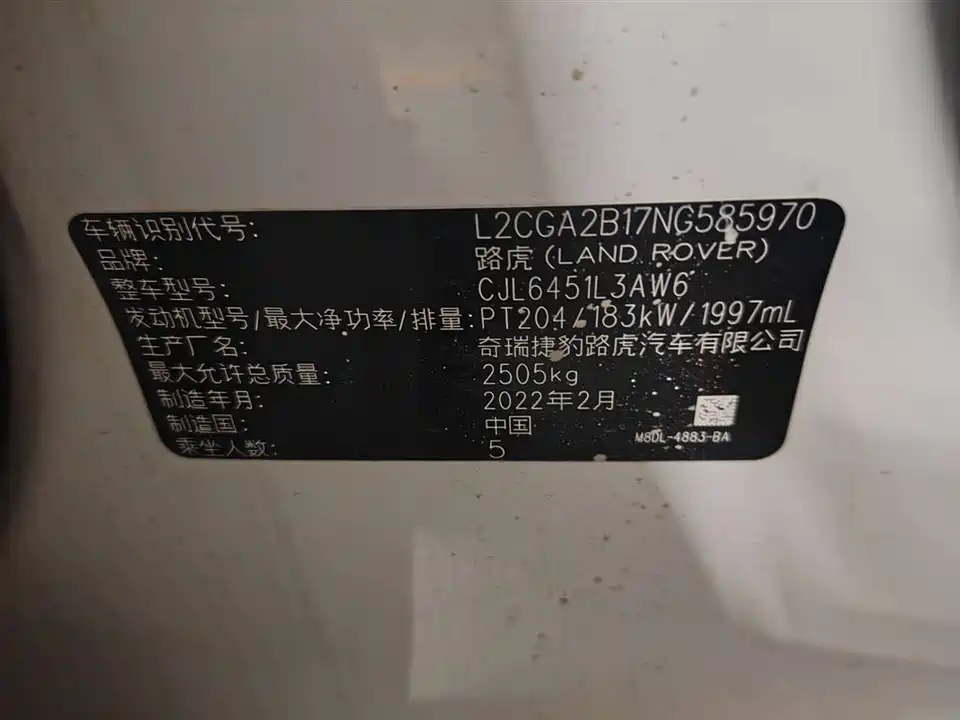 车辆识别代号: L2CGA2B17NG585970
品牌: 路虎 (LAND ROVER)
整车型号: CJL6451L3AW6
发动机型号/最大净功率/排量: PT204/183kW/1997mL
生产厂名: 奇瑞捷豹路虎汽车有限公司
最大允许总质量: 2505kg
制造年月: 2022年2月
制造国: 中国
M8DL-4883-BA
乘坐人数: 5